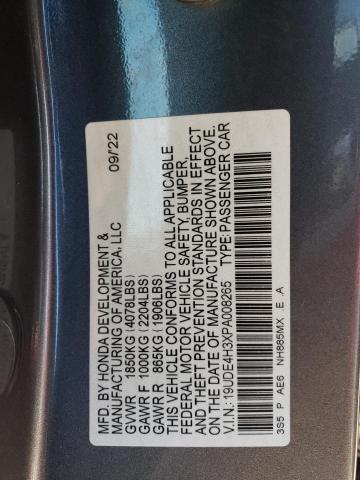 MFD. BY HONDA DEVELOPMENT &
MANUFACTURING OF AMERICA, LLC 09/'22
GVWR 1850KG (4078LBS)
GAWR F 1000KG (2204LBS)
GAWR R 865KG (1906LBS)
THIS VEHICLE CONFORMS TO ALL APPLICABLE
FEDERAL MOTOR VEHICLE SAFETY, BUMPER,
AND THEFT PREVENTION STANDARDS IN EFFECT
ON THE DATE OF MANUFACTURE SHOWN ABOVE.
V.I.N.: 19UDE4H3XPA008265 TYPE: PASSENGER CAR
3S5 P AE6 NH885MX .E .A